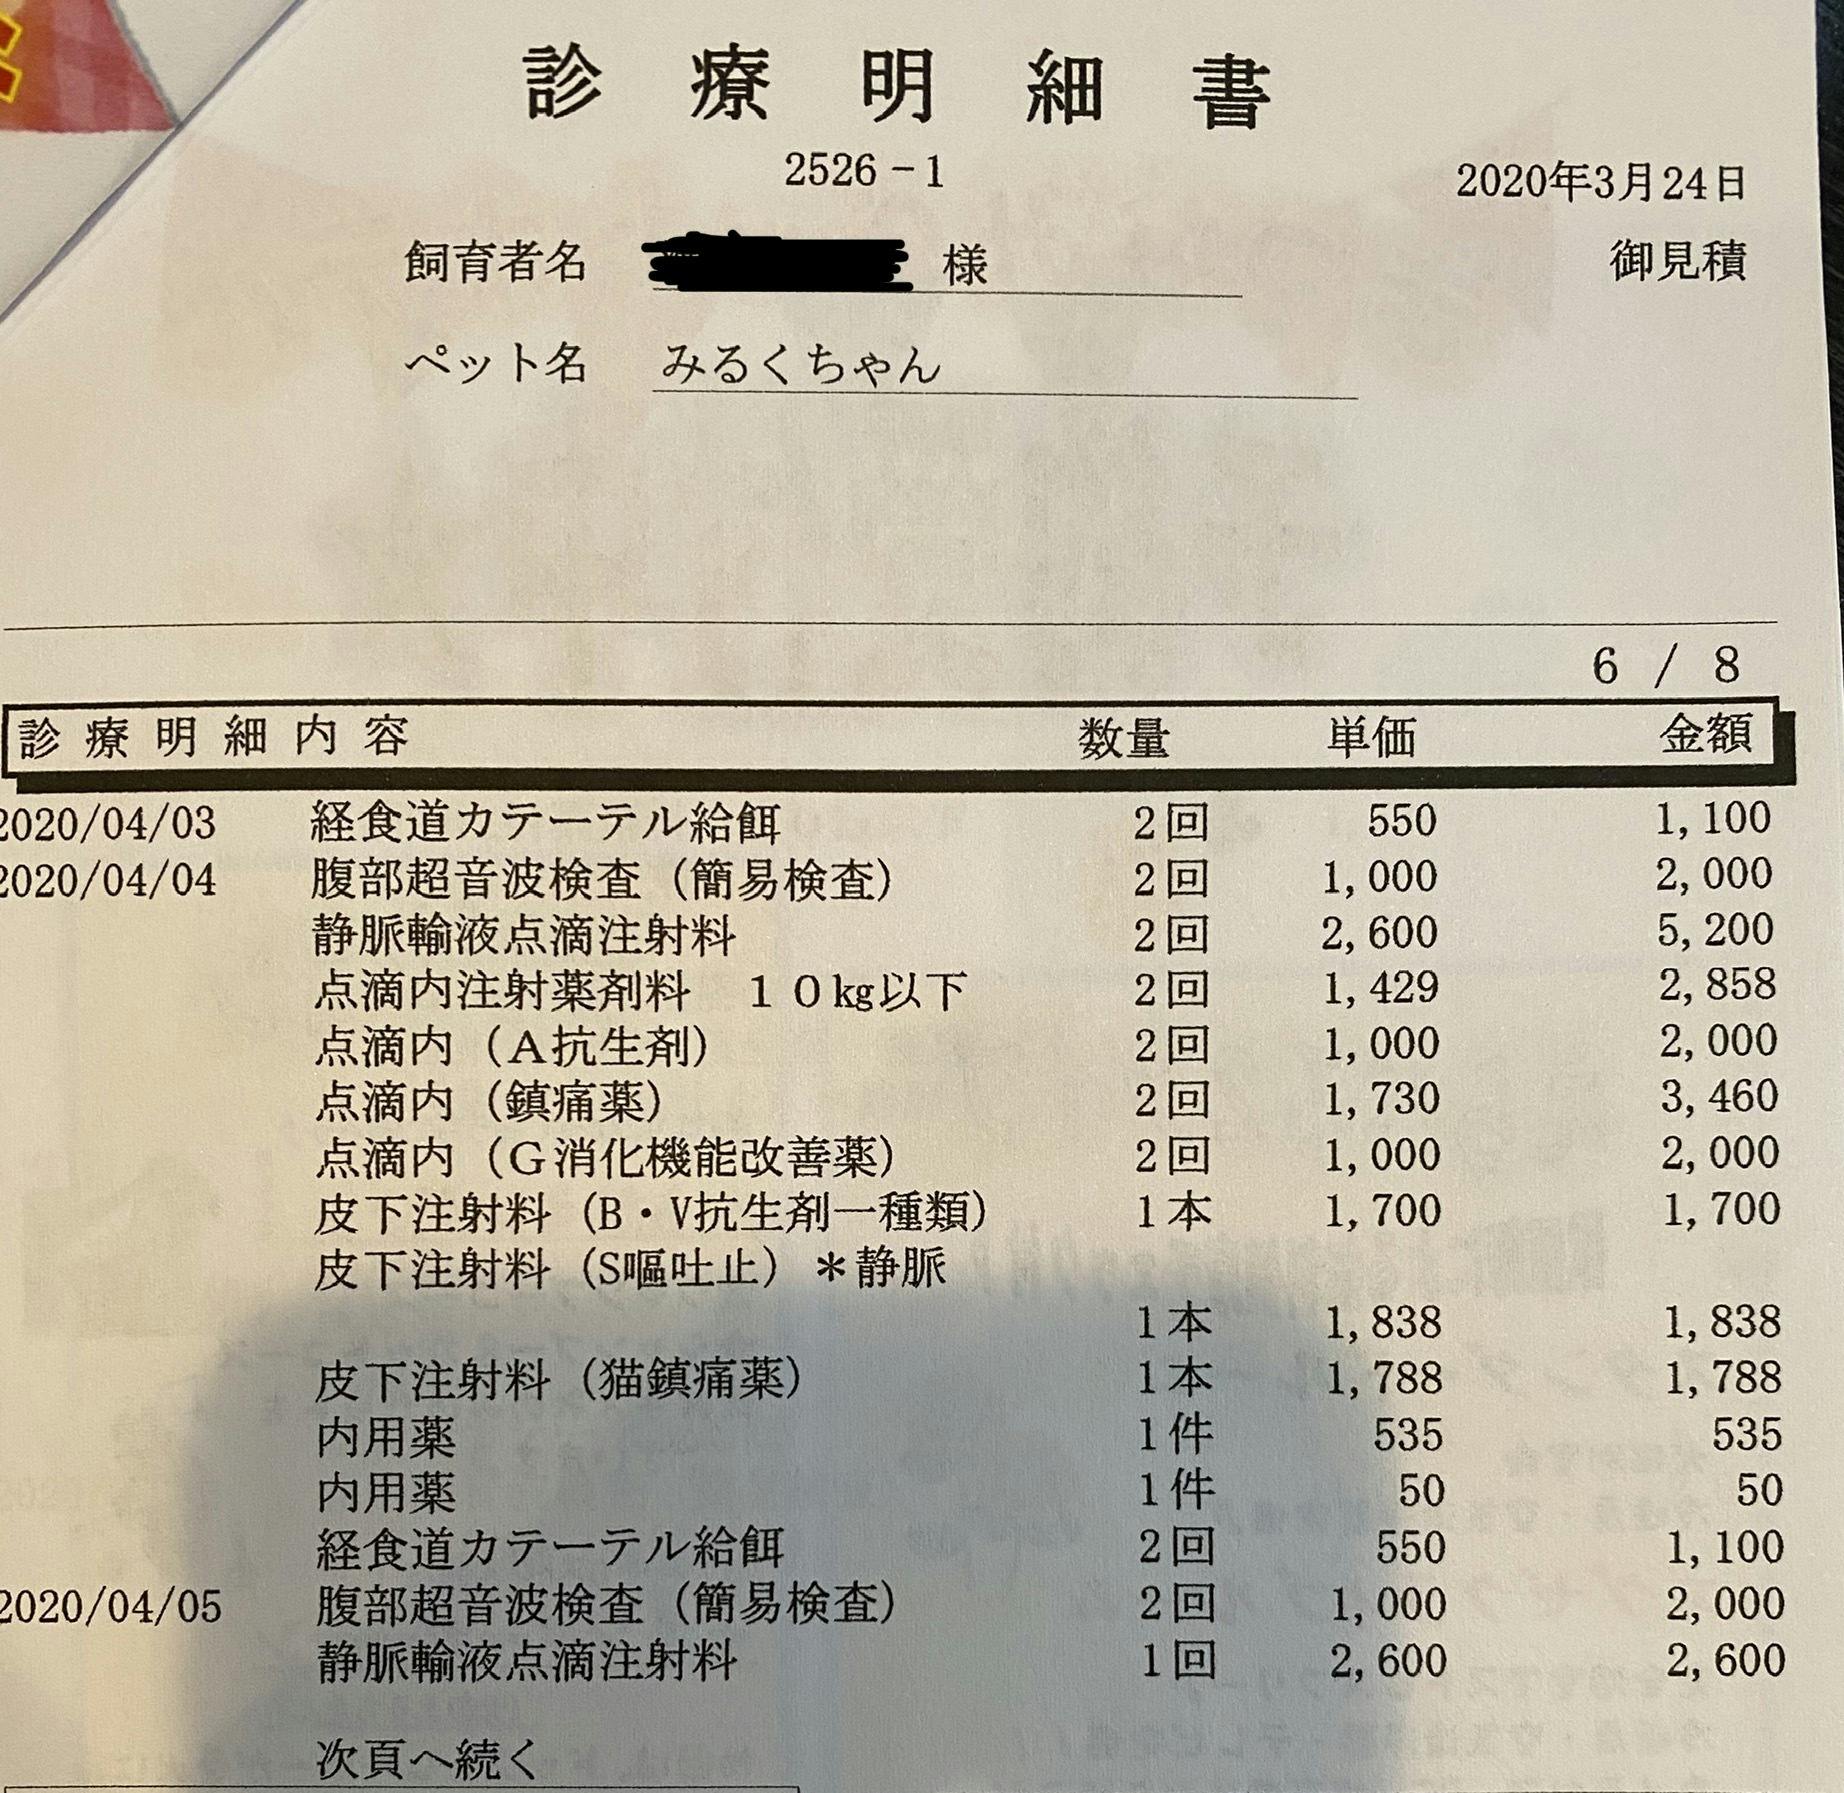 診療明細書
2526-1
2020年3月24日
飼育者名 様
御見積
ペット名 みるくちゃん
6 / 8
診療明細内容 数量 単価 金額
2020/04/03 経食道カテーテル給餌 2回 550 1,100
2020/04/04 腹部超音波検査（簡易検査） 2回 1,000 2,000
静脈輸液点滴注射料 2回 2,600 5,200
点滴内注射薬剤料　１０㎏以下 2回 1,429 2,858
点滴内（Ａ抗生剤） 2回 1,000 2,000
点滴内（鎮痛薬） 2回 1,730 3,460
点滴内（Ｇ消化機能改善薬） 2回 1,000 2,000
皮下注射料（B・V抗生剤一種類） 1本 1,700 1,700
皮下注射料（S嘔吐止）＊静脈
1本 1,838 1,838
皮下注射料（猫鎮痛薬） 1本 1,788 1,788
内用薬 1件 535 535
内用薬 1件 50 50
経食道カテーテル給餌 2回 550 1,100
2020/04/05 腹部超音波検査（簡易検査） 2回 1,000 2,000
静脈輸液点滴注射料 1回 2,600 2,600
次頁へ続く